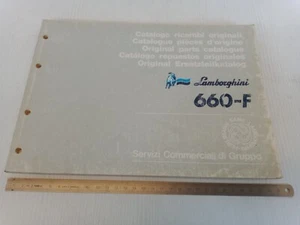 Catalogo ricambi originali
Catalogue pièces d'origine
Original parts catalogue
Catálogo repuestos originales
Original Ersatzteilkatalog
Lamborghini
660-F
Servizi Commerciali di Gruppo